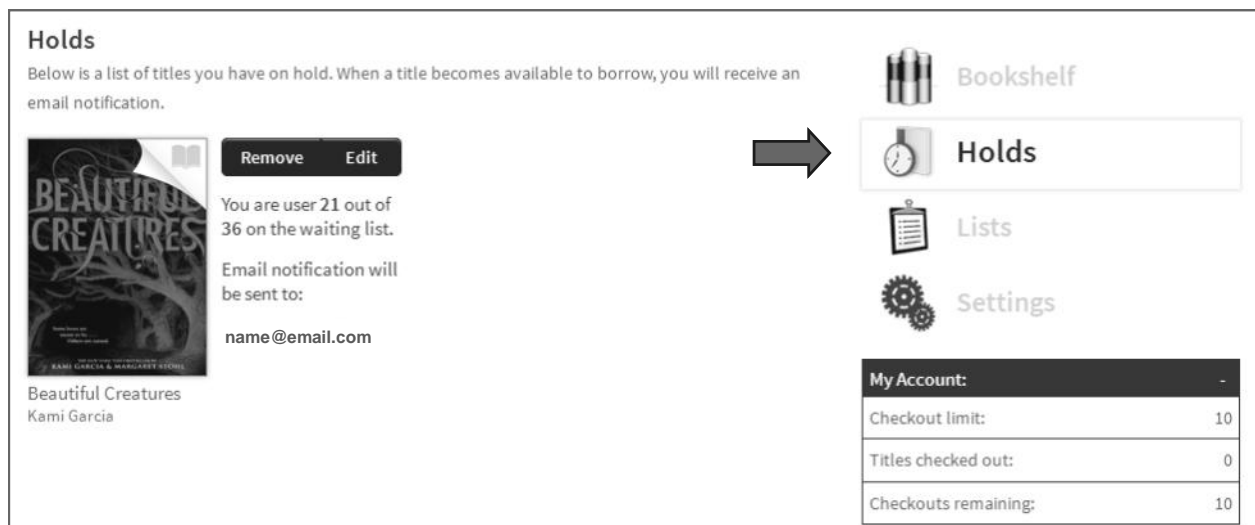 Holds
Below is a list of titles you have on hold. When a title becomes available to borrow, you will receive an
email notification.
Remove Edit
You are user 21 out of
36 on the waiting list.
Email notification will
be sent to:
name@email.com
BEAUTIFUL
CREATURES
KAMI GARCIA & MARGARET STOHL
Beautiful Creatures
Kami Garcia
Bookshelf
Holds
Lists
Settings
My Account: -
Checkout limit: 10
Titles checked out: 0
Checkouts remaining: 10